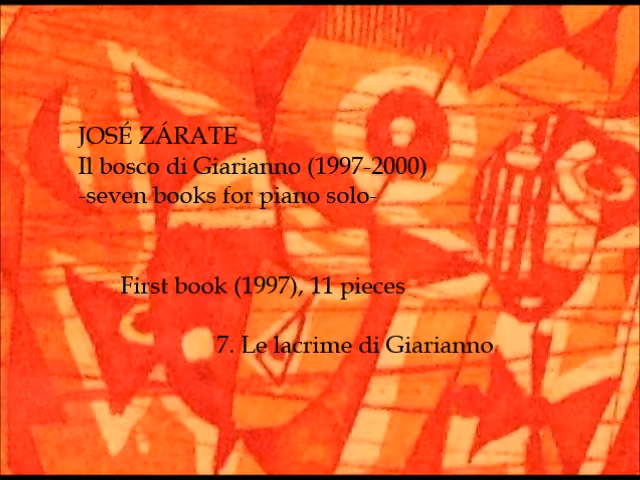 JOSÉ ZÁRATE
Il bosco di Giarianno (1997-2000)
-seven books for piano solo-
First book (1997), 11 pieces
7. Le lacrime di Giarianno